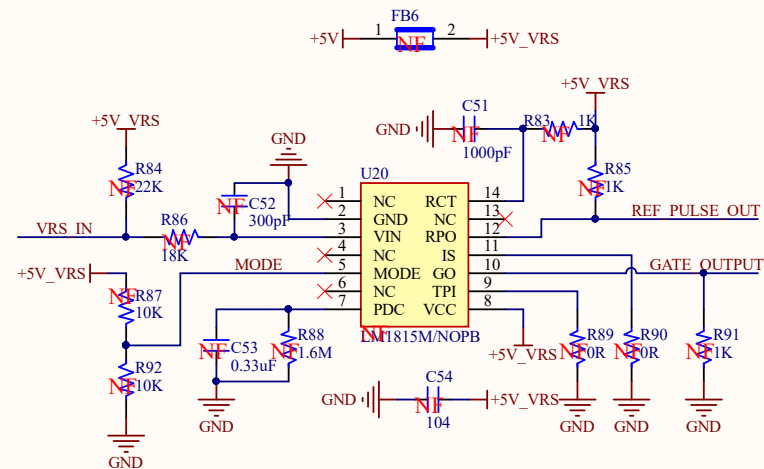 FB6
+5V 1 NF 2 +5V_VRS
+5V_VRS
C51
GND NF
1000pF
R83 1K
NF
+5V_VRS
GND
R84
NF
22K
C52
NF
300pF
U20
R85
NF
1K
1 NC RCT 14
2 GND NC 13
3 VIN RPO 12
4 NC IS 11
5 MODE GO 10
6 NC TPI 9
7 PDC VCC 8
NF
LM1815M/NOPB
VRS IN
R86
NF
18K
REF_PULSE_OUT
MODE
GATE_OUTPUT
+5V_VRS
NF
R87
10K
R92
NF
10K
GND
C53
NF
0.33uF
R88
NF
1.6M
GND
+5V_VRS
R89
NF
0R
GND
R90
NF
0R
GND
R91
NF
1K
GND
C54
GND NF +5V_VRS
104